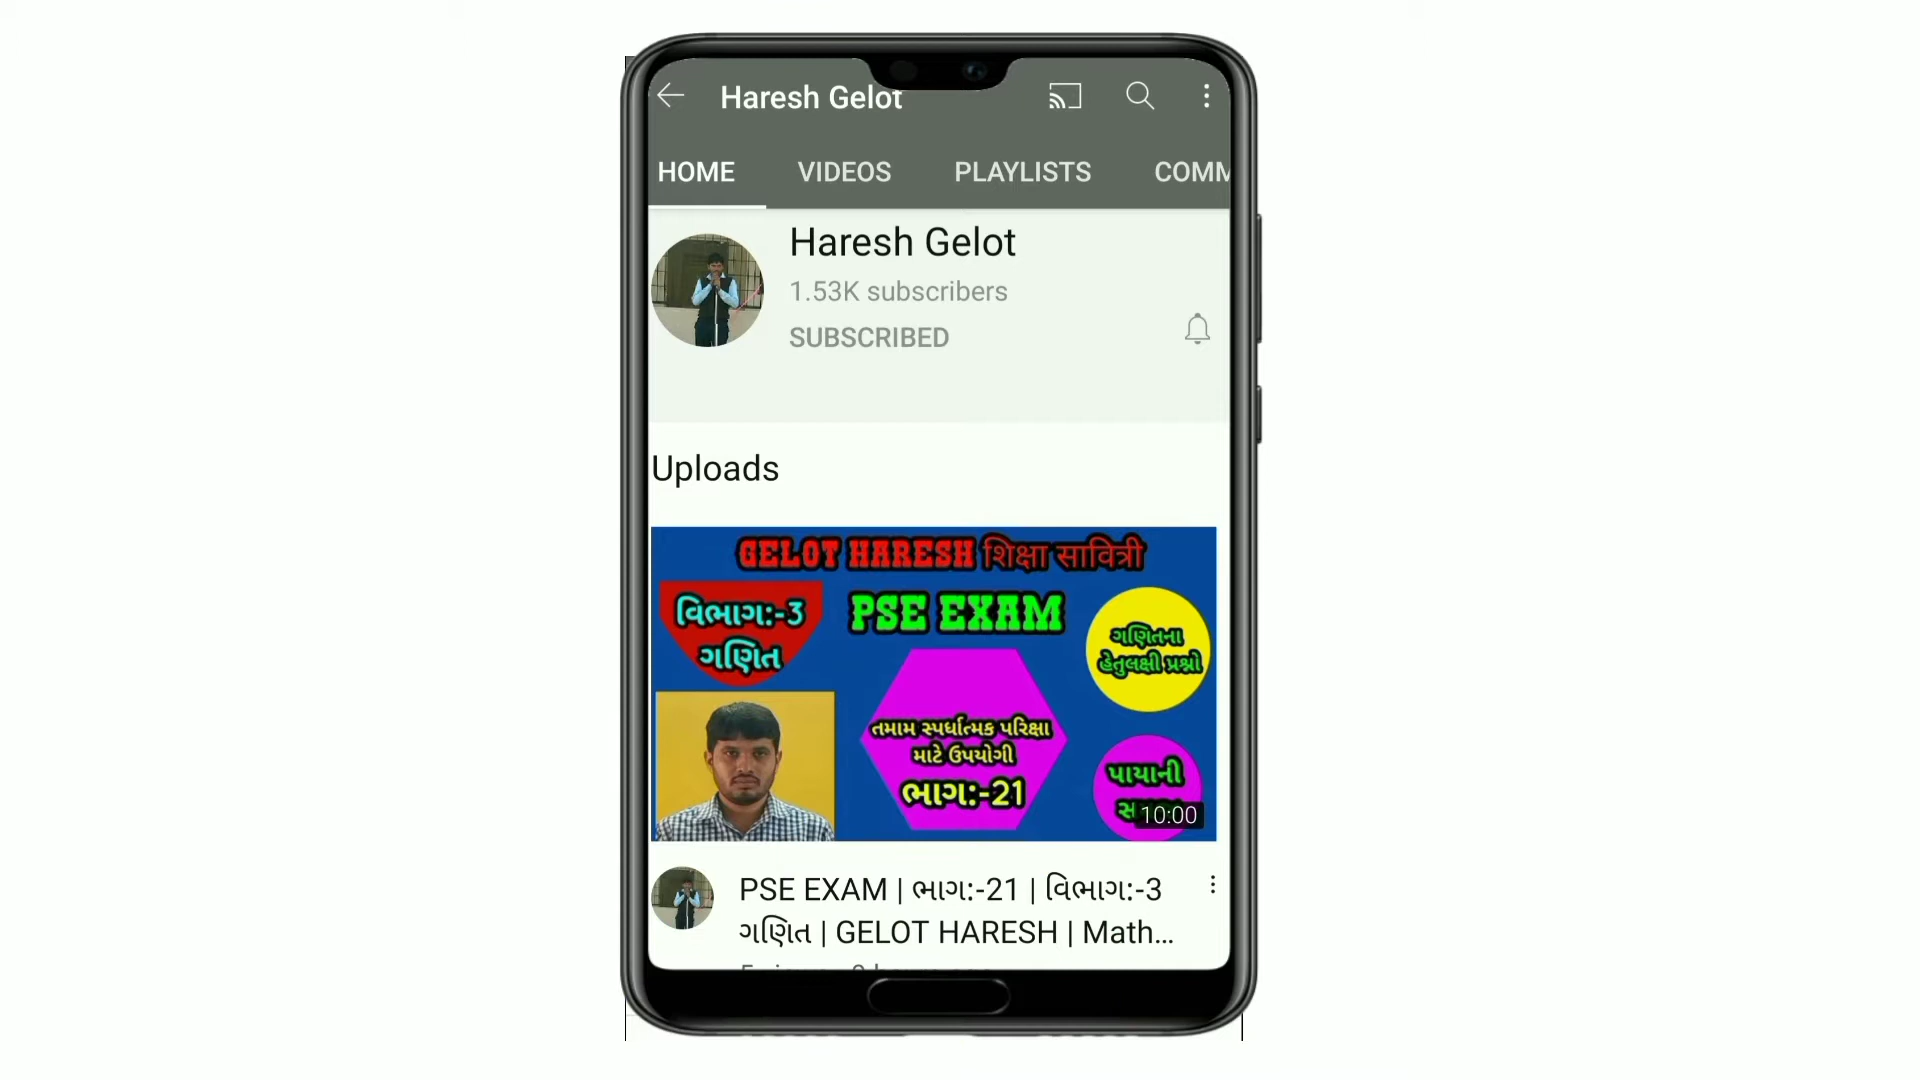 Haresh Gelot
HOME VIDEOS PLAYLISTS COMM
Haresh Gelot
1.53K subscribers
SUBSCRIBED
Uploads
GELOT HARESH शिक्षा सावित्री
વિભાગ:-3
ગણિત
PSE EXAM
ગણિતના
હેતુલક્ષી પ્રશ્નો
તમામ સ્પર્ધાત્મક પરિક્ષા
માટે ઉપયોગી
ભાગ:-21
પાયાની
10:00
PSE EXAM | ભાગ:-21 | વિભાગ:-3
ગણિત | GELOT HARESH | Math...